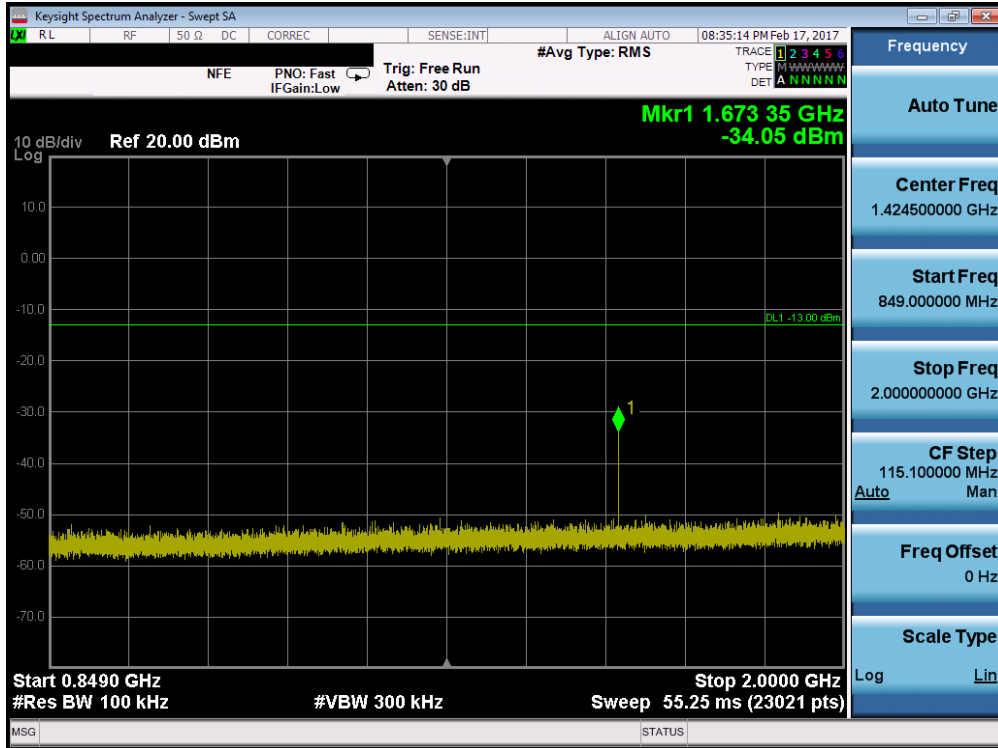 Keysight Spectrum Analyzer - Swept SA
LXI RL RF 50 Ω DC CORREC SENSE:INT ALIGN AUTO 08:35:14 PM Feb 17, 2017
NFE PNO: Fast Trig: Free Run #Avg Type: RMS TRACE 1 2 3 4 5 6
IFGain:Low Atten: 30 dB TYPE M WWWWW
DET A N N N N N
Mkr1 1.673 35 GHz
-34.05 dBm
10 dB/div Ref 20.00 dBm
Log
10.0
0.00
-10.0
DL1 -13.00 dBm
-20.0
-30.0
1
-40.0
-50.0
-60.0
-70.0
Start 0.8490 GHz Stop 2.0000 GHz
#Res BW 100 kHz #VBW 300 kHz Sweep 55.25 ms (23021 pts)
MSG STATUS
Frequency
Auto Tune
Center Freq
1.424500000 GHz
Start Freq
849.000000 MHz
Stop Freq
2.000000000 GHz
CF Step
115.100000 MHz
Auto Man
Freq Offset
0 Hz
Scale Type
Log Lin